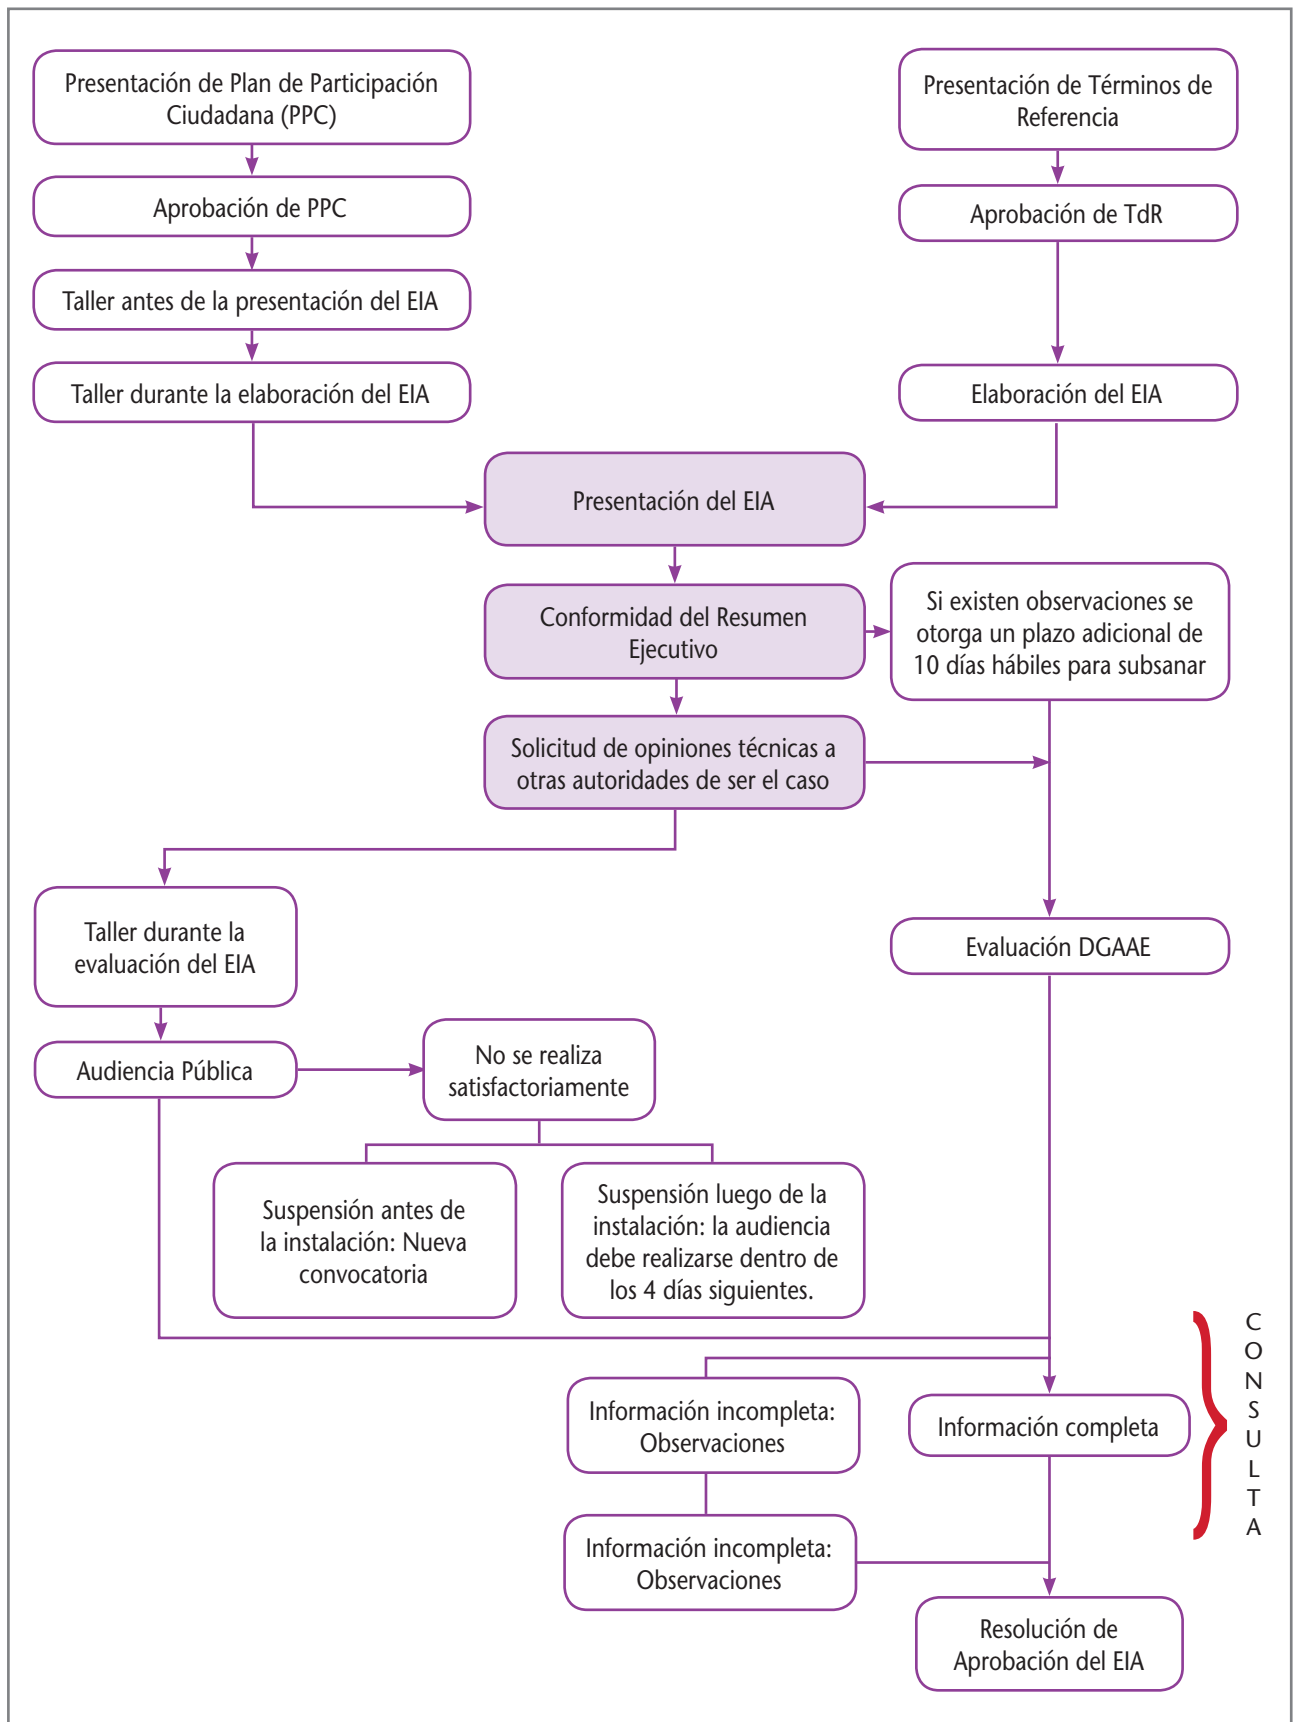 Presentación de Plan de Participación
Ciudadana (PPC)
Presentación de Términos de
Referencia
Aprobación de PPC
Aprobación de TdR
Taller antes de la presentación del EIA
Taller durante la elaboración del EIA
Elaboración del EIA
Presentación del EIA
Conformidad del Resumen
Ejecutivo
Si existen observaciones se
otorga un plazo adicional de
10 días hábiles para subsanar
Solicitud de opiniones técnicas a
otras autoridades de ser el caso
Taller durante la
evaluación del EIA
Evaluación DGAAE
Audiencia Pública
No se realiza
satisfactoriamente
Suspensión antes de
la instalación: Nueva
convocatoria
Suspensión luego de la
instalación: la audiencia
debe realizarse dentro de
los 4 días siguientes.
Información incompleta:
Observaciones
Información completa
C
O
N
S
U
L
T
A
Información incompleta:
Observaciones
Resolución de
Aprobación del EIA